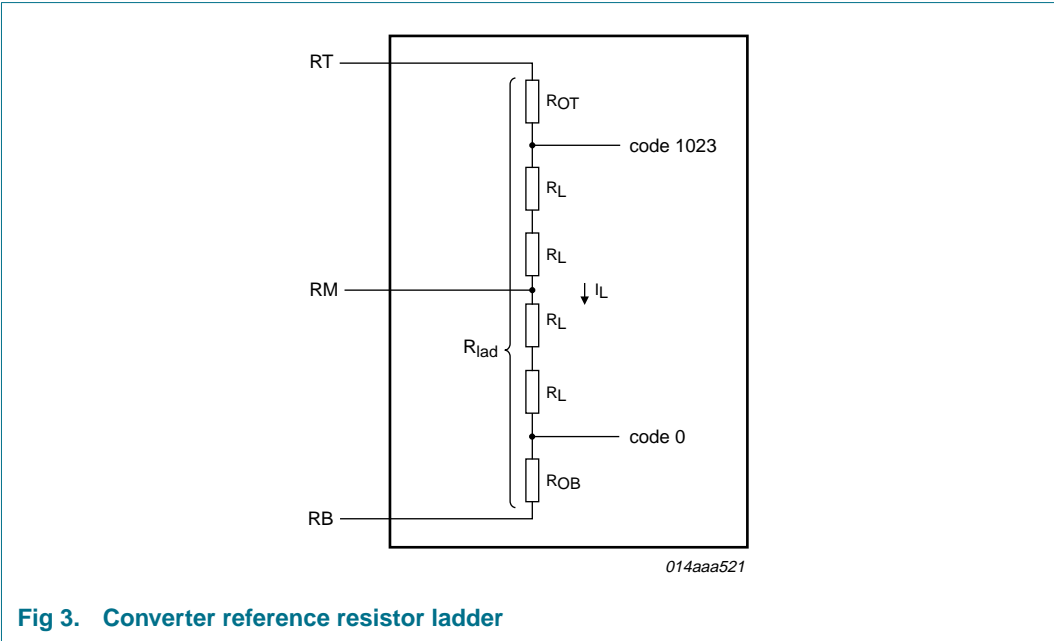 RT
ROT
code 1023
RL
RL
RM
IL
RL
Rlad
RL
code 0
ROB
RB
014aaa521
Fig 3. Converter reference resistor ladder